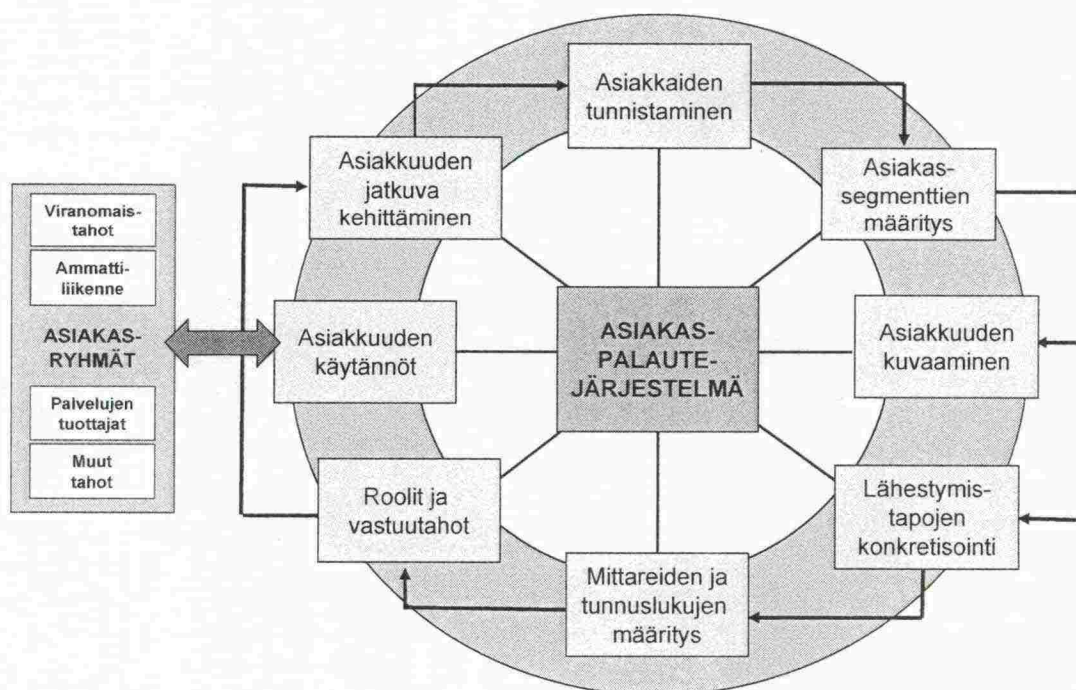 Asiakkaiden
tunnistaminen
Asiakas-
segmenttien
määritys
Asiakkuuden
kuvaaminen
Lähestymis-
tapojen
konkretisointi
Mittareiden ja
tunnuslukujen
määritys
Roolit ja
vastuutahot
Asiakkuuden
käytännöt
Asiakkuuden
jatkuva
kehittäminen
ASIAKAS-
PALAUTE-
JÄRJESTELMÄ
Viranomais-
tahot
Ammatti-
liikenne
ASIAKAS-
RYHMÄT
Palvelujen
tuottajat
Muut
tahot